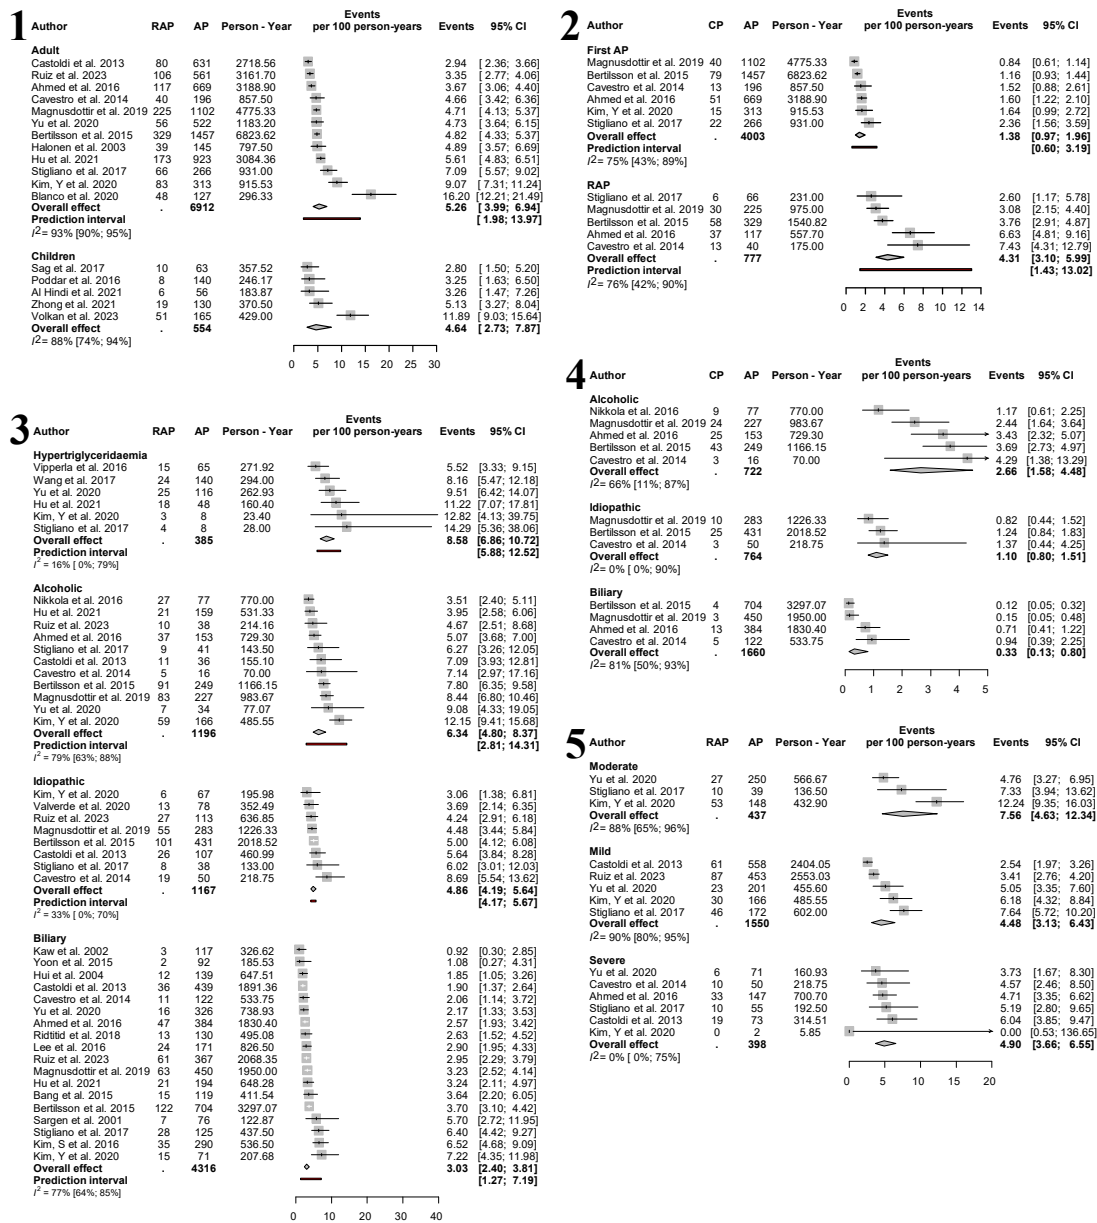 1
Events
Author RAP AP Person - Year per 100 person-years Events 95% CI
Adult
Castoldi et al. 2013 80 631 2718.56 2.94 [ 2.36; 3.66]
Ruiz et al. 2023 106 561 3161.70 3.35 [ 2.77; 4.06]
Ahmed et al. 2016 117 669 3188.90 3.67 [ 3.06; 4.40]
Cavestro et al. 2014 40 196 857.50 4.66 [ 3.42; 6.36]
Magnusdottir et al. 2019 225 1102 4775.33 4.71 [ 4.13; 5.37]
Yu et al. 2020 56 522 1183.20 4.73 [ 3.64; 6.15]
Bertilsson et al. 2015 329 1457 6823.62 4.82 [ 4.33; 5.37]
Halonen et al. 2003 39 145 797.50 4.89 [ 3.57; 6.69]
Hu et al. 2021 173 923 3084.36 5.61 [ 4.83; 6.51]
Stigliano et al. 2017 66 266 931.00 7.09 [ 5.57; 9.02]
Kim, Y et al. 2020 83 313 915.53 9.07 [ 7.31; 11.24]
Blanco et al. 2020 48 127 296.33 16.20 [12.21; 21.49]
Overall effect . 6912 5.26 [ 3.99; 6.94]
Prediction interval [ 1.98; 13.97]
I2= 93% [90%; 95%]
Children
Sag et al. 2017 10 63 357.52 2.80 [ 1.50; 5.20]
Poddar et al. 2016 8 140 246.17 3.25 [ 1.63; 6.50]
Al Hindi et al. 2021 6 56 183.87 3.26 [ 1.47; 7.26]
Zhong et al. 2021 19 130 370.50 5.13 [ 3.27; 8.04]
Volkan et al. 2023 51 165 429.00 11.89 [ 9.03; 15.64]
Overall effect . 554 4.64 [ 2.73; 7.87]
I2= 88% [74%; 94%]
0 5 10 15 20 25 30
2
Events
Author CP AP Person - Year per 100 person-years Events 95% CI
First AP
Magnusdottir et al. 2019 40 1102 4775.33 0.84 [0.61; 1.14]
Bertilsson et al. 2015 79 1457 6823.62 1.16 [0.93; 1.44]
Cavestro et al. 2014 13 196 857.50 1.52 [0.88; 2.61]
Ahmed et al. 2016 51 669 3188.90 1.60 [1.22; 2.10]
Kim, Y et al. 2020 15 313 915.53 1.64 [0.99; 2.72]
Stigliano et al. 2017 22 266 931.00 2.36 [1.56; 3.59]
Overall effect . 4003 1.38 [0.97; 1.96]
Prediction interval [0.60; 3.19]
I2= 75% [43%; 89%]
RAP
Stigliano et al. 2017 6 66 231.00 2.60 [1.17; 5.78]
Magnusdottir et al. 2019 30 225 975.00 3.08 [2.15; 4.40]
Bertilsson et al. 2015 58 329 1540.82 3.76 [2.91; 4.87]
Ahmed et al. 2016 37 117 557.70 6.63 [4.81; 9.16]
Cavestro et al. 2014 13 40 175.00 7.43 [4.31; 12.79]
Overall effect . 777 4.31 [3.10; 5.99]
Prediction interval [1.43; 13.02]
I2= 76% [42%; 90%]
0 2 4 6 8 10 12 14
3
Events
Author RAP AP Person - Year per 100 person-years Events 95% CI
Hypertriglyceridaemia
Vipperla et al. 2016 15 65 271.92 5.52 [3.33; 9.15]
Wang et al. 2017 24 140 294.00 8.16 [5.47; 12.18]
Yu et al. 2020 25 116 262.93 9.51 [6.42; 14.07]
Hu et al. 2021 18 48 160.40 11.22 [7.07; 17.81]
Kim, Y et al. 2020 3 8 23.40 12.82 [4.13; 39.75]
Stigliano et al. 2017 4 8 28.00 14.29 [5.36; 38.06]
Overall effect . 385 8.58 [6.86; 10.72]
Prediction interval [5.88; 12.52]
I2 = 16% [ 0%; 79%]
Alcoholic
Nikkola et al. 2016 27 77 770.00 3.51 [2.40; 5.11]
Hu et al. 2021 21 159 531.33 3.95 [2.58; 6.06]
Ruiz et al. 2023 10 38 214.16 4.67 [2.51; 8.68]
Ahmed et al. 2016 37 153 729.30 5.07 [3.68; 7.00]
Stigliano et al. 2017 9 41 143.50 6.27 [3.26; 12.05]
Castoldi et al. 2013 11 36 155.10 7.09 [3.93; 12.81]
Cavestro et al. 2014 5 16 70.00 7.14 [2.97; 17.16]
Bertilsson et al. 2015 91 249 1166.15 7.80 [6.35; 9.58]
Magnusdottir et al. 2019 83 227 983.67 8.44 [6.80; 10.46]
Yu et al. 2020 7 34 77.07 9.08 [4.33; 19.05]
Kim, Y et al. 2020 59 166 485.55 12.15 [9.41; 15.68]
Overall effect . 1196 6.34 [4.80; 8.37]
Prediction interval [2.81; 14.31]
I2 = 79% [63%; 88%]
Idiopathic
Kim, Y et al. 2020 6 67 195.98 3.06 [1.38; 6.81]
Valverde et al. 2020 13 78 352.49 3.69 [2.14; 6.35]
Ruiz et al. 2023 27 113 636.85 4.24 [2.91; 6.18]
Magnusdottir et al. 2019 55 283 1226.33 4.48 [3.44; 5.84]
Bertilsson et al. 2015 101 431 2018.52 5.00 [4.12; 6.08]
Castoldi et al. 2013 26 107 460.99 5.64 [3.84; 8.28]
Stigliano et al. 2017 8 38 133.00 6.02 [3.01; 12.03]
Cavestro et al. 2014 19 50 218.75 8.69 [5.54; 13.62]
Overall effect . 1167 4.86 [4.19; 5.64]
Prediction interval [4.17; 5.67]
I2 = 33% [ 0%; 70%]
Biliary
Kaw et al. 2002 3 117 326.62 0.92 [0.30; 2.85]
Yoon et al. 2015 2 92 185.53 1.08 [0.27; 4.31]
Hui et al. 2004 12 139 647.51 1.85 [1.05; 3.26]
Castoldi et al. 2013 36 439 1891.36 1.90 [1.37; 2.64]
Cavestro et al. 2014 11 122 533.75 2.06 [1.14; 3.72]
Yu et al. 2020 16 326 738.93 2.17 [1.33; 3.53]
Ahmed et al. 2016 47 384 1830.40 2.57 [1.93; 3.42]
Ridtitid et al. 2018 13 130 495.08 2.63 [1.52; 4.52]
Lee et al. 2016 24 171 826.50 2.90 [1.95; 4.33]
Ruiz et al. 2023 61 367 2068.35 2.95 [2.29; 3.79]
Magnusdottir et al. 2019 63 450 1950.00 3.23 [2.52; 4.14]
Hu et al. 2021 21 194 648.28 3.24 [2.11; 4.97]
Bang et al. 2015 15 119 411.54 3.64 [2.20; 6.05]
Bertilsson et al. 2015 122 704 3297.07 3.70 [3.10; 4.42]
Sargen et al. 2001 7 76 122.87 5.70 [2.72; 11.95]
Stigliano et al. 2017 28 125 437.50 6.40 [4.42; 9.27]
Kim, S et al. 2016 35 290 536.50 6.52 [4.68; 9.09]
Kim, Y et al. 2020 15 71 207.68 7.22 [4.35; 11.98]
Overall effect . 4316 3.03 [2.40; 3.81]
Prediction interval [1.27; 7.19]
I2 = 77% [64%; 85%]
0 10 20 30 40
4
Events
Author CP AP Person - Year per 100 person-years Events 95% CI
Alcoholic
Nikkola et al. 2016 9 77 770.00 1.17 [0.61; 2.25]
Magnusdottir et al. 2019 24 227 983.67 2.44 [1.64; 3.64]
Ahmed et al. 2016 25 153 729.30 3.43 [2.32; 5.07]
Bertilsson et al. 2015 43 249 1166.15 3.69 [2.73; 4.97]
Cavestro et al. 2014 3 16 70.00 4.29 [1.38; 13.29]
Overall effect . 722 2.66 [1.58; 4.48]
I2= 66% [11%; 87%]
Idiopathic
Magnusdottir et al. 2019 10 283 1226.33 0.82 [0.44; 1.52]
Bertilsson et al. 2015 25 431 2018.52 1.24 [0.84; 1.83]
Cavestro et al. 2014 3 50 218.75 1.37 [0.44; 4.25]
Overall effect . 764 1.10 [0.80; 1.51]
I2= 0% [ 0%; 90%]
Biliary
Bertilsson et al. 2015 4 704 3297.07 0.12 [0.05; 0.32]
Magnusdottir et al. 2019 3 450 1950.00 0.15 [0.05; 0.48]
Ahmed et al. 2016 13 384 1830.40 0.71 [0.41; 1.22]
Cavestro et al. 2014 5 122 533.75 0.94 [0.39; 2.25]
Overall effect . 1660 0.33 [0.13; 0.80]
I2= 81% [50%; 93%]
0 1 2 3 4 5
5
Events
Author RAP AP Person - Year per 100 person-years Events 95% CI
Moderate
Yu et al. 2020 27 250 566.67 4.76 [3.27; 6.95]
Stigliano et al. 2017 10 39 136.50 7.33 [3.94; 13.62]
Kim, Y et al. 2020 53 148 432.90 12.24 [9.35; 16.03]
Overall effect . 437 7.56 [4.63; 12.34]
I2= 88% [65%; 96%]
Mild
Castoldi et al. 2013 61 558 2404.05 2.54 [1.97; 3.26]
Ruiz et al. 2023 87 453 2553.03 3.41 [2.76; 4.20]
Yu et al. 2020 23 201 455.60 5.05 [3.35; 7.60]
Kim, Y et al. 2020 30 166 485.55 6.18 [4.32; 8.84]
Stigliano et al. 2017 46 172 602.00 7.64 [5.72; 10.20]
Overall effect . 1550 4.48 [3.13; 6.43]
I2= 90% [80%; 95%]
Severe
Yu et al. 2020 6 71 160.93 3.73 [1.67; 8.30]
Cavestro et al. 2014 10 50 218.75 4.57 [2.46; 8.50]
Ahmed et al. 2016 33 147 700.70 4.71 [3.35; 6.62]
Stigliano et al. 2017 10 55 192.50 5.19 [2.80; 9.65]
Castoldi et al. 2013 19 73 314.51 6.04 [3.85; 9.47]
Kim, Y et al. 2020 0 2 5.85 0.00 [0.53; 136.65]
Overall effect . 398 4.90 [3.66; 6.55]
I2= 0% [ 0%; 75%]
0 5 10 15 20